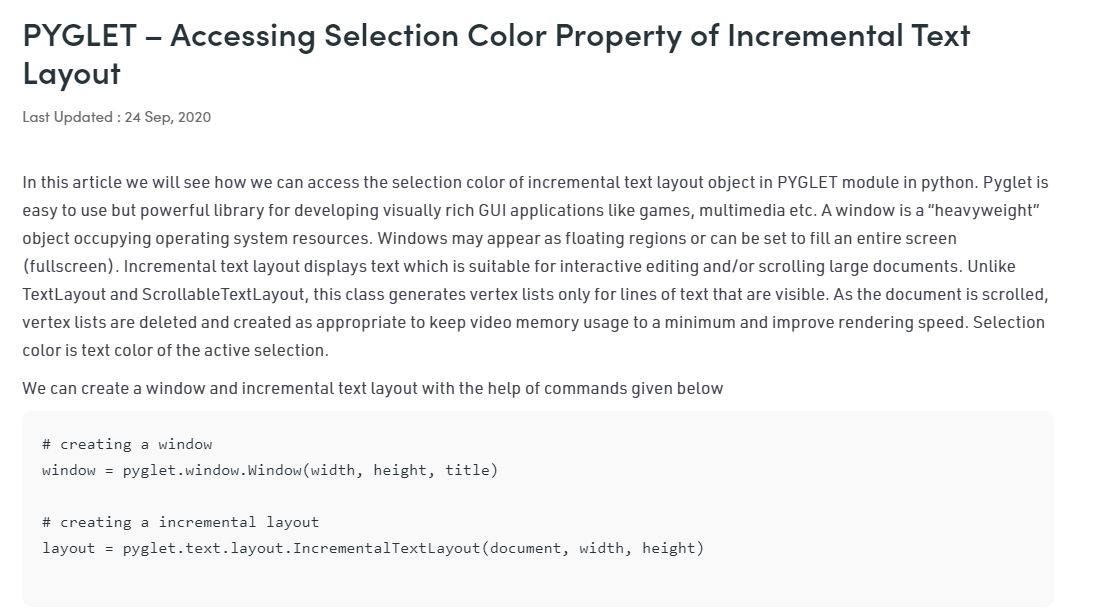 PYGLET – Accessing Selection Color Property of Incremental Text
Layout
Last Updated : 24 Sep, 2020
In this article we will see how we can access the selection color of incremental text layout object in PYGLET module in python. Pyglet is
easy to use but powerful library for developing visually rich GUI applications like games, multimedia etc. A window is a “heavyweight”
object occupying operating system resources. Windows may appear as floating regions or can be set to fill an entire screen
(fullscreen). Incremental text layout displays text which is suitable for interactive editing and/or scrolling large documents. Unlike
TextLayout and ScrollableTextLayout, this class generates vertex lists only for lines of text that are visible. As the document is scrolled,
vertex lists are deleted and created as appropriate to keep video memory usage to a minimum and improve rendering speed. Selection
color is text color of the active selection.
We can create a window and incremental text layout with the help of commands given below
# creating a window
window = pyglet.window.Window(width, height, title)
# creating a incremental layout
layout = pyglet.text.layout.IncrementalTextLayout(document, width, height)